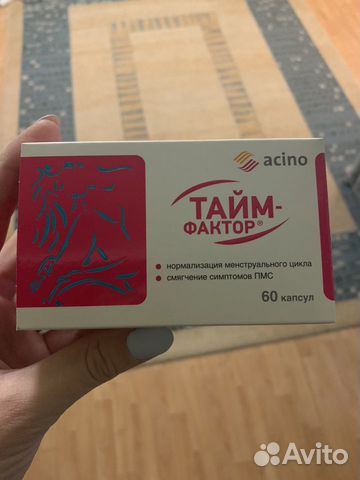 acino
ТАЙМ-
ФАКТОР®
• нормализация менструального цикла
• смягчение симптомов ПМС
60 капсул
Avito